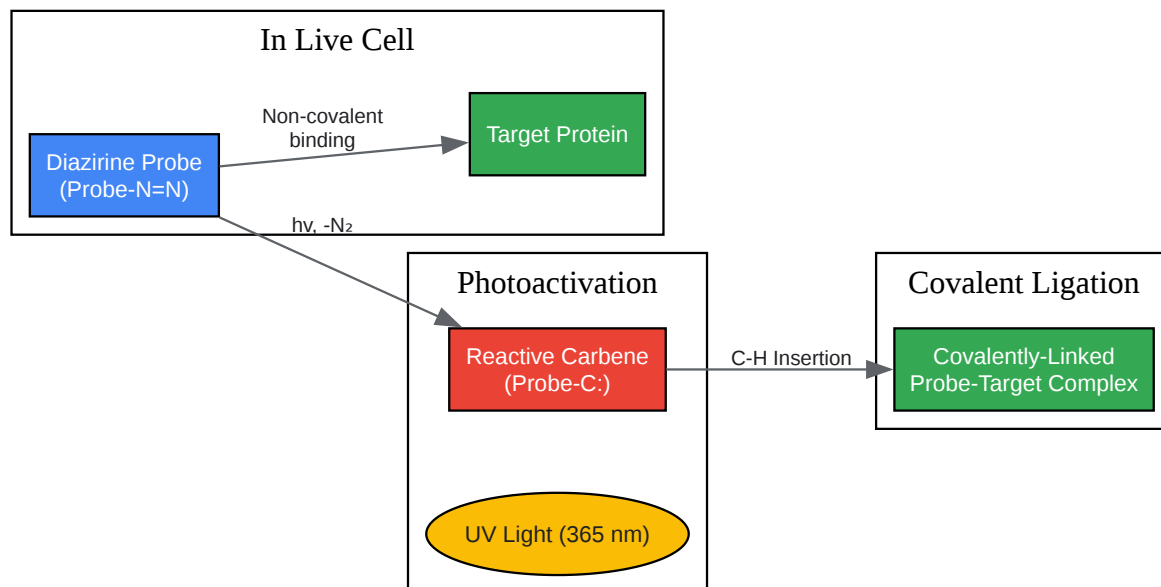 In Live Cell
Non-covalent
binding
Target Protein
Diazirine Probe
(Probe-N=N)
hv, -N₂
Photoactivation
Covalent Ligation
Reactive Carbene
(Probe-C:)
C-H Insertion
Covalently-Linked
Probe-Target Complex
UV Light (365 nm)